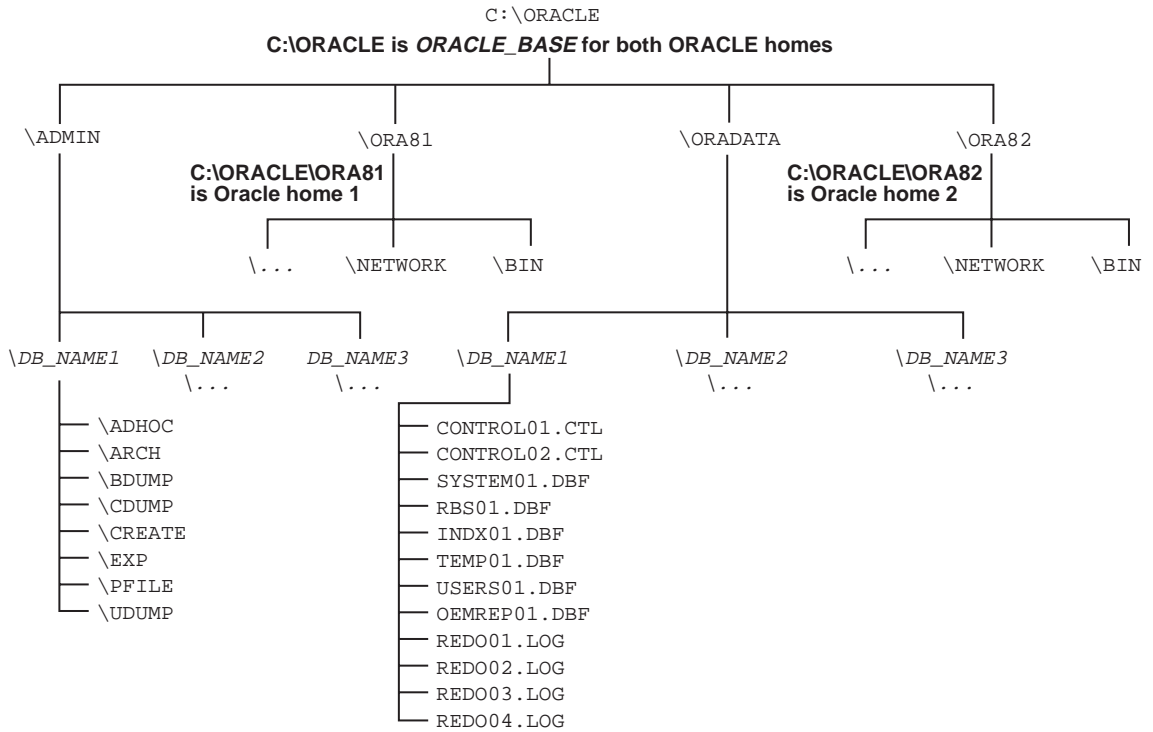 C:\ORACLE
C:\ORACLE is ORACLE_BASE for both ORACLE homes
\ADMIN \ORA81 \ORADATA \ORA82
C:\ORACLE\ORA81
is Oracle home 1
C:\ORACLE\ORA82
is Oracle home 2
\... \NETWORK \BIN \... \NETWORK \BIN
\DB_NAME1 \DB_NAME2 DB_NAME3 \DB_NAME1 \DB_NAME2 \DB_NAME3
\... \... \... \...
\ADHOC
\ARCH
\BDUMP
\CDUMP
\CREATE
\EXP
\PFILE
\UDUMP
CONTROL01.CTL
CONTROL02.CTL
SYSTEM01.DBF
RBS01.DBF
INDX01.DBF
TEMP01.DBF
USERS01.DBF
OEMREP01.DBF
REDO01.LOG
REDO02.LOG
REDO03.LOG
REDO04.LOG